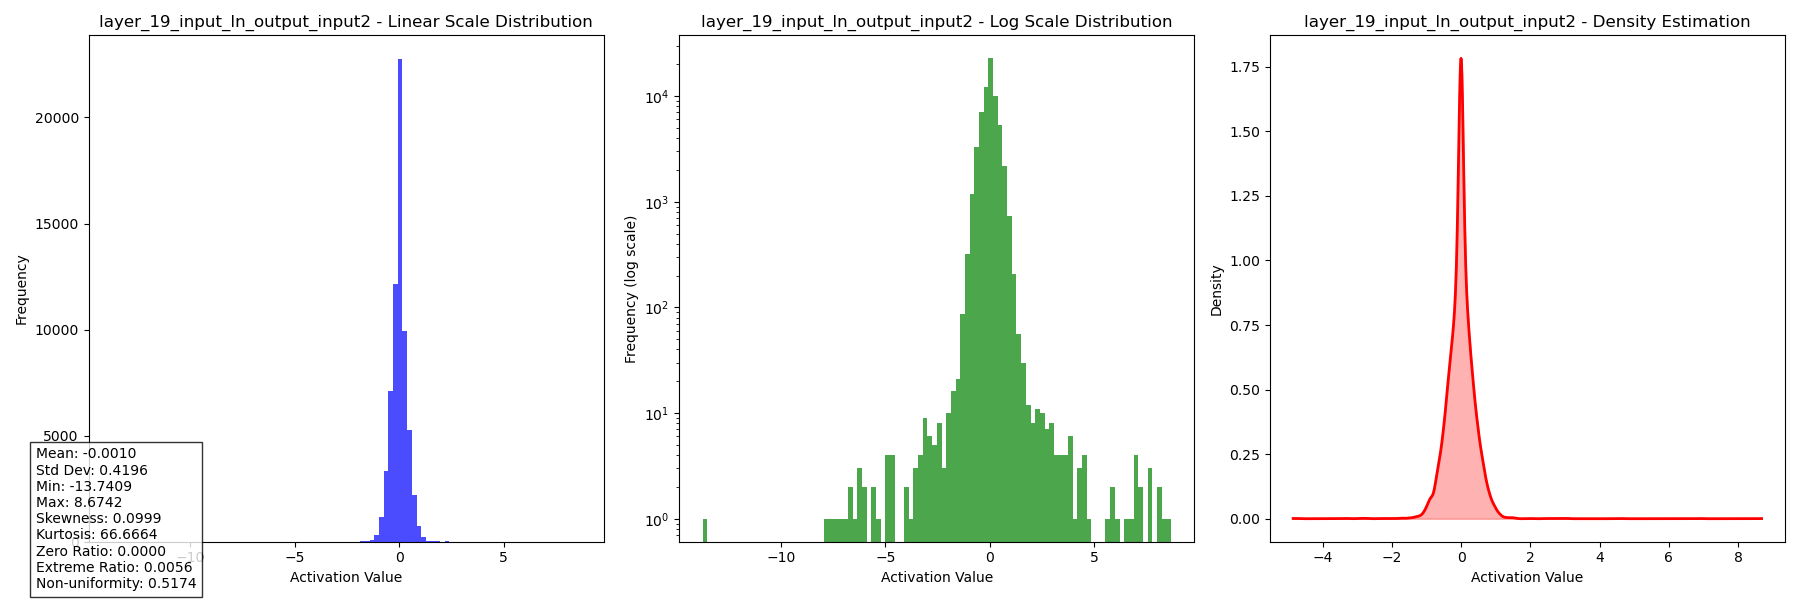 layer_19_input_ln_output_input2 - Linear Scale Distribution
Frequency
20000
15000
10000
5000
0
−10
−5
0
5
Activation Value
Mean: -0.0010
Std Dev: 0.4196
Min: -13.7409
Max: 8.6742
Skewness: 0.0999
Kurtosis: 66.6664
Zero Ratio: 0.0000
Extreme Ratio: 0.0056
Non-uniformity: 0.5174
layer_19_input_ln_output_input2 - Log Scale Distribution
Frequency (log scale)
10⁴
10³
10²
10¹
10⁰
−10
−5
0
5
Activation Value
layer_19_input_ln_output_input2 - Density Estimation
Density
1.75
1.50
1.25
1.00
0.75
0.50
0.25
0.00
−4
−2
0
2
4
6
8
Activation Value